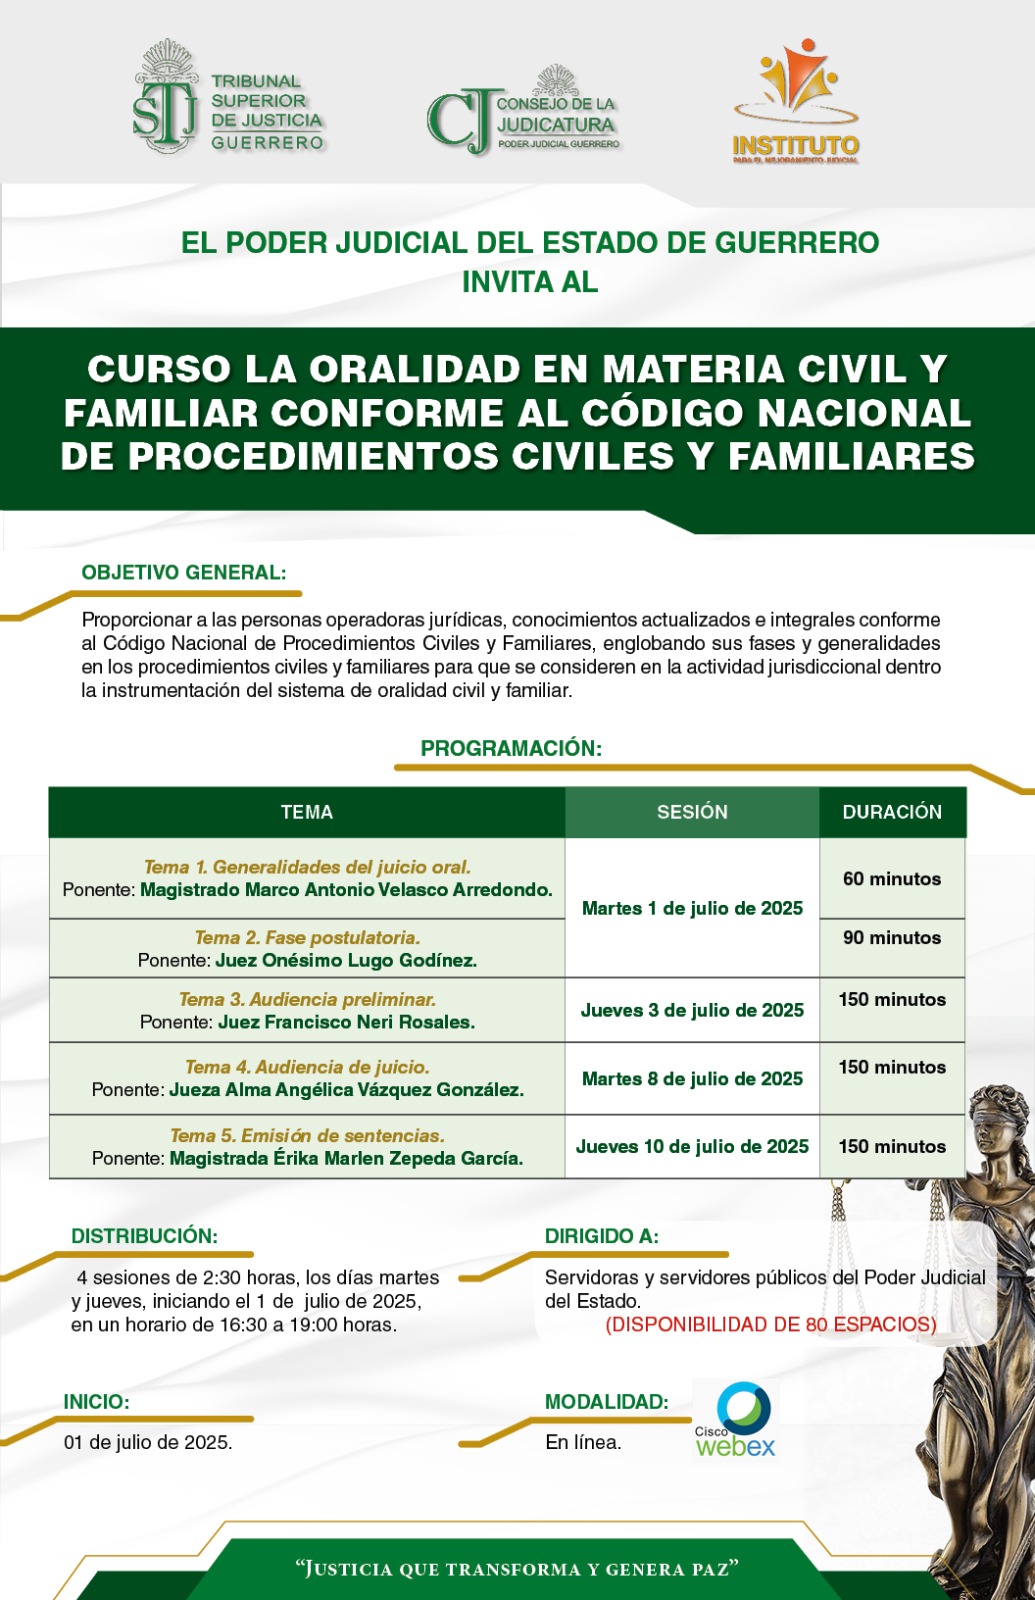 TRIBUNAL
SUPERIOR
DE JUSTICIA
GUERRERO
STJ
CJ
CONSEJO DE LA
JUDICATURA
PODER JUDICIAL GUERRERO
INSTITUTO
PARA EL MEJORAMIENTO JUDICIAL
EL PODER JUDICIAL DEL ESTADO DE GUERRERO
INVITA AL
CURSO LA ORALIDAD EN MATERIA CIVIL Y
FAMILIAR CONFORME AL CÓDIGO NACIONAL
DE PROCEDIMIENTOS CIVILES Y FAMILIARES
OBJETIVO GENERAL:
Proporcionar a las personas operadoras jurídicas, conocimientos actualizados e integrales conforme
al Código Nacional de Procedimientos Civiles y Familiares, englobando sus fases y generalidades
en los procedimientos civiles y familiares para que se consideren en la actividad jurisdiccional dentro
la instrumentación del sistema de oralidad civil y familiar.
PROGRAMACIÓN:
TEMA SESIÓN DURACIÓN
Tema 1. Generalidades del juicio oral.
Ponente: Magistrado Marco Antonio Velasco Arredondo.
60 minutos
Martes 1 de julio de 2025
Tema 2. Fase postulatoria.
Ponente: Juez Onésimo Lugo Godínez.
90 minutos
Tema 3. Audiencia preliminar.
Ponente: Juez Francisco Neri Rosales.
Jueves 3 de julio de 2025
150 minutos
Tema 4. Audiencia de juicio.
Ponente: Jueza Alma Angélica Vázquez González.
Martes 8 de julio de 2025
150 minutos
Tema 5. Emisión de sentencias.
Ponente: Magistrada Érika Marlen Zepeda García.
Jueves 10 de julio de 2025
150 minutos
DISTRIBUCIÓN:
4 sesiones de 2:30 horas, los días martes
y jueves, iniciando el 1 de julio de 2025,
en un horario de 16:30 a 19:00 horas.
DIRIGIDO A:
Servidoras y servidores públicos del Poder Judicial
del Estado.
(DISPONIBILIDAD DE 80 ESPACIOS)
INICIO:
01 de julio de 2025.
MODALIDAD:
En línea.
Cisco
webex
“JUSTICIA QUE TRANSFORMA Y GENERA PAZ”